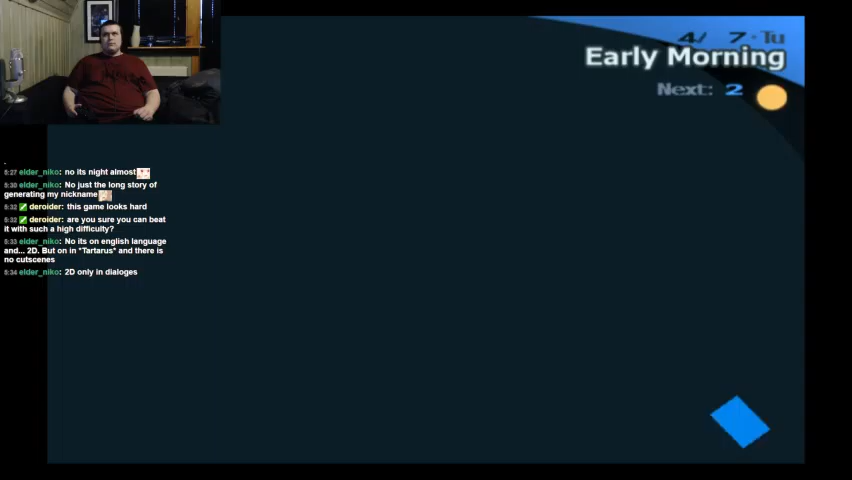 4/ 7·Tu
Early Morning
Next: 2
5:27 elder_niko: no its night almost
5:30 elder_niko: No just the long story of
generating my nickname
5:32 deroider: this game looks hard
5:32 deroider: are you sure you can beat
it with such a high difficulty?
5:33 elder_niko: No its on english language
and... 2D. But on in *Tartarus* and there is
no cutscenes
5:34 elder_niko: 2D only in dialoges